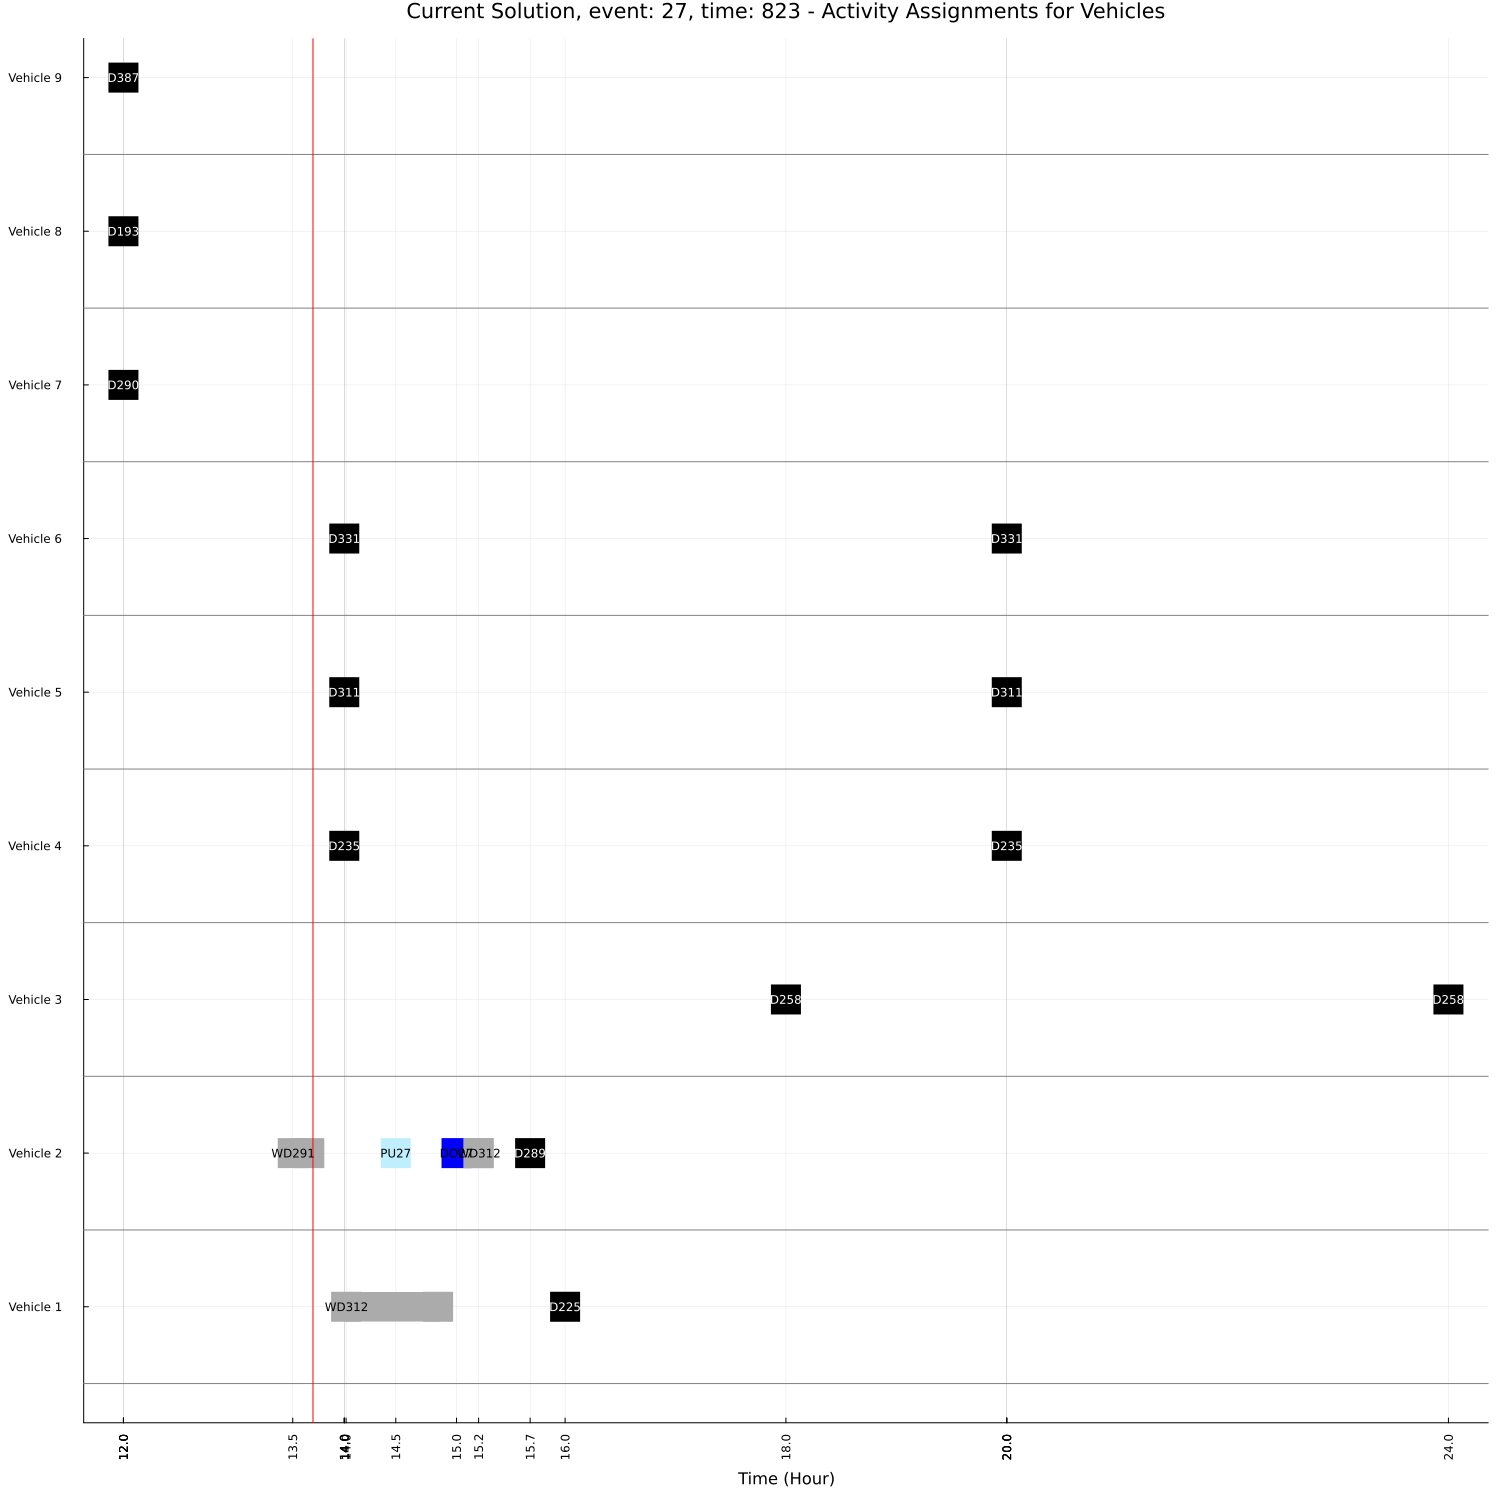 Current Solution, event: 27, time: 823 - Activity Assignments for Vehicles
Vehicle 9
D387
Vehicle 8
D193
Vehicle 7
D290
Vehicle 6
D331
D331
Vehicle 5
D311
D311
Vehicle 4
D235
D235
Vehicle 3
D258
D258
Vehicle 2
WD291
PU27
WD312
D289
Vehicle 1
WD312
D225
12.0
13.5
14.0
14.5
15.0
15.2
15.7
16.0
18.0
20.0
24.0
Time (Hour)